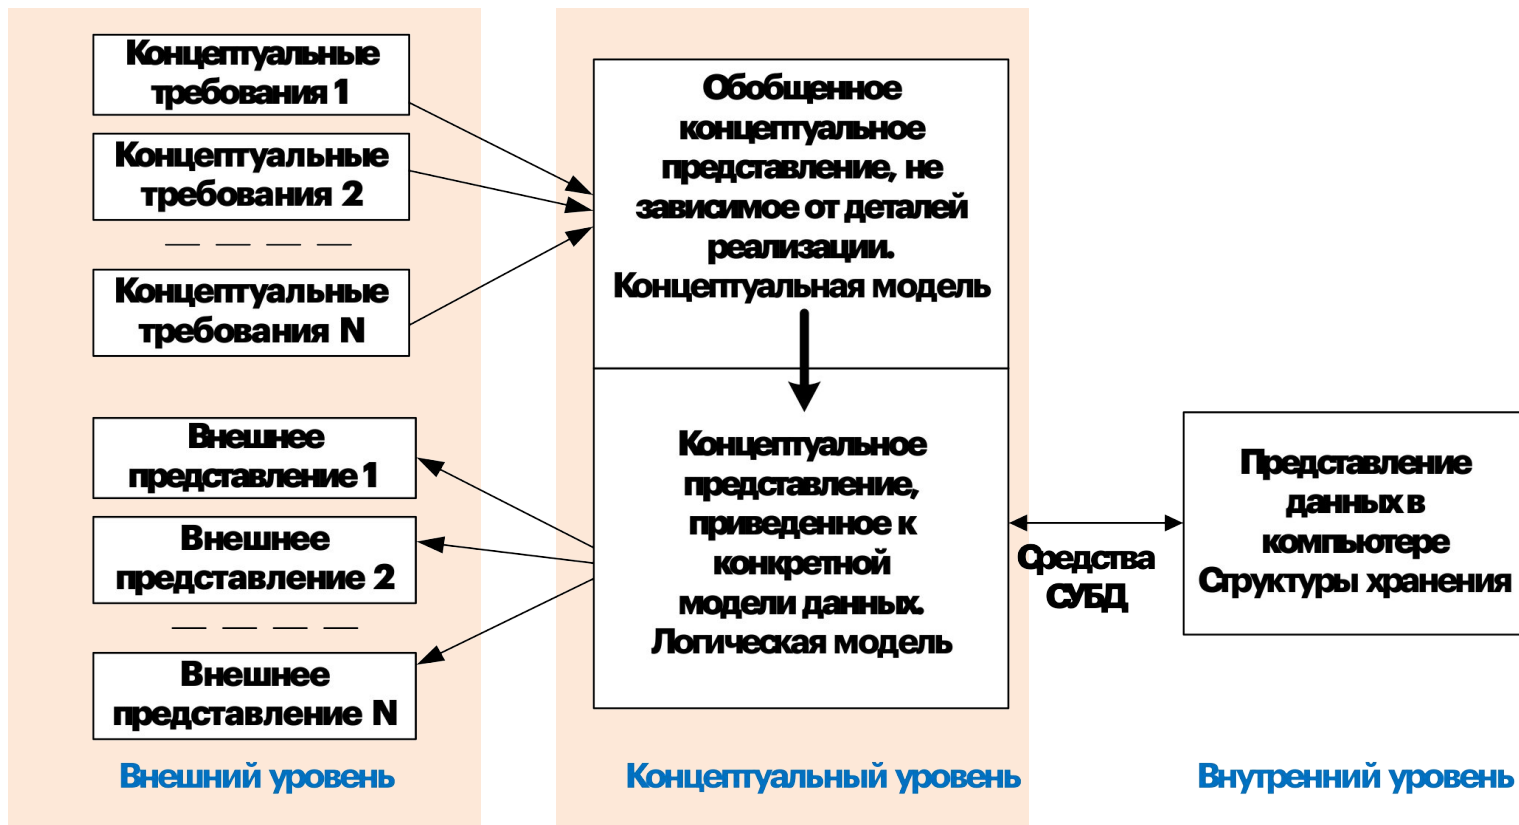 Концептуальные
требования 1
Концептуальные
требования 2
Концептуальные
требования N
Внешнее
представление 1
Внешнее
представление 2
Внешнее
представление N
Внешний уровень
Обобщенное
концептуальное
представление, не
зависимое от деталей
реализации.
Концептуальная модель
Концептуальное
представление,
приведенное к
конкретной
модели данных.
Логическая модель
Концептуальный уровень
Средства
СУБД
Представление
данных в
компьютере
Структуры хранения
Внутренний уровень